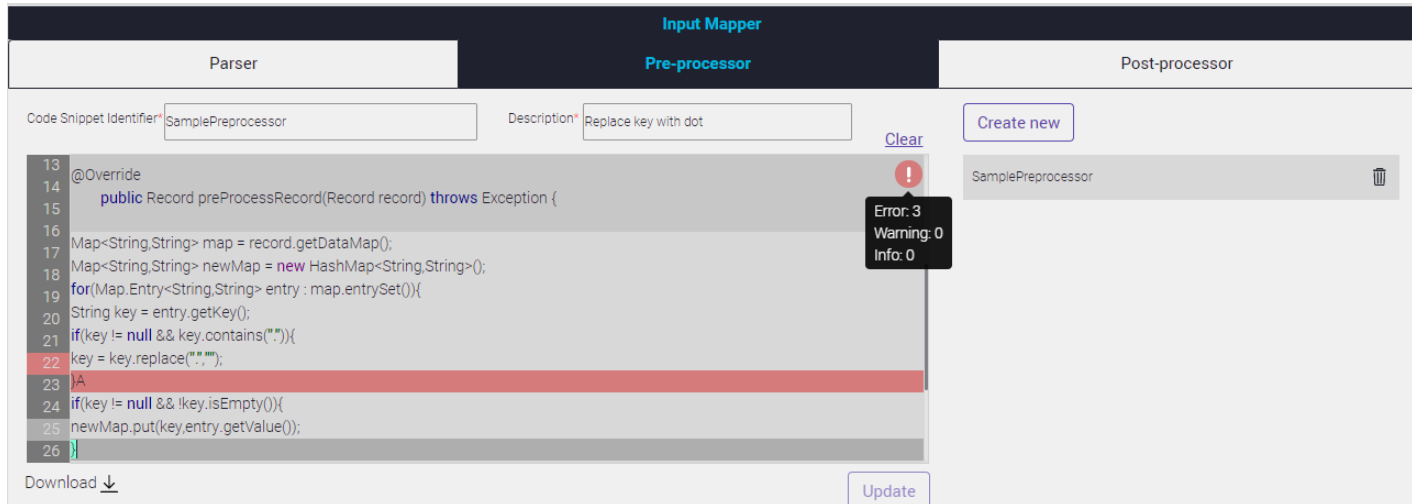 Input Mapper
Parser
Pre-processor
Post-processor
Code Snippet Identifier* SamplePreprocessor
Description* Replace key with dot
Clear
Create new
SamplePreprocessor
13
14 @Override
15 public Record preProcessRecord(Record record) throws Exception {
16
17 Map<String,String> map = record.getDataMap();
18 Map<String,String> newMap = new HashMap<String,String>();
19 for(Map.Entry<String,String> entry : map.entrySet()){
20 String key = entry.getKey();
21 if(key != null && key.contains(".")){
22 key = key.replace(".","");
23 }A
24 if(key != null && !key.isEmpty()){
25 newMap.put(key,entry.getValue());
26 }
Error: 3
Warning: 0
Info: 0
Download
Update